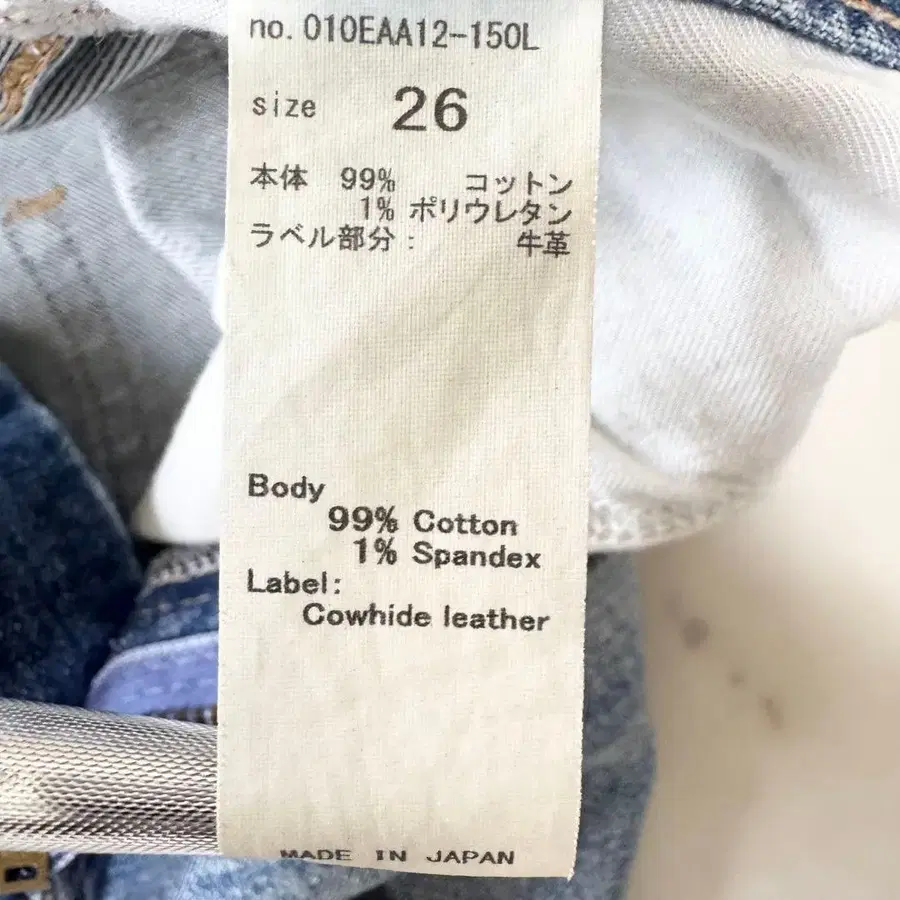 no. 010EAA12-150L
size 26
本体 99% コットン
1% ポリウレタン
ラベル部分: 牛革
Body
99% Cotton
1% Spandex
Label:
Cowhide leather
MADE IN JAPAN